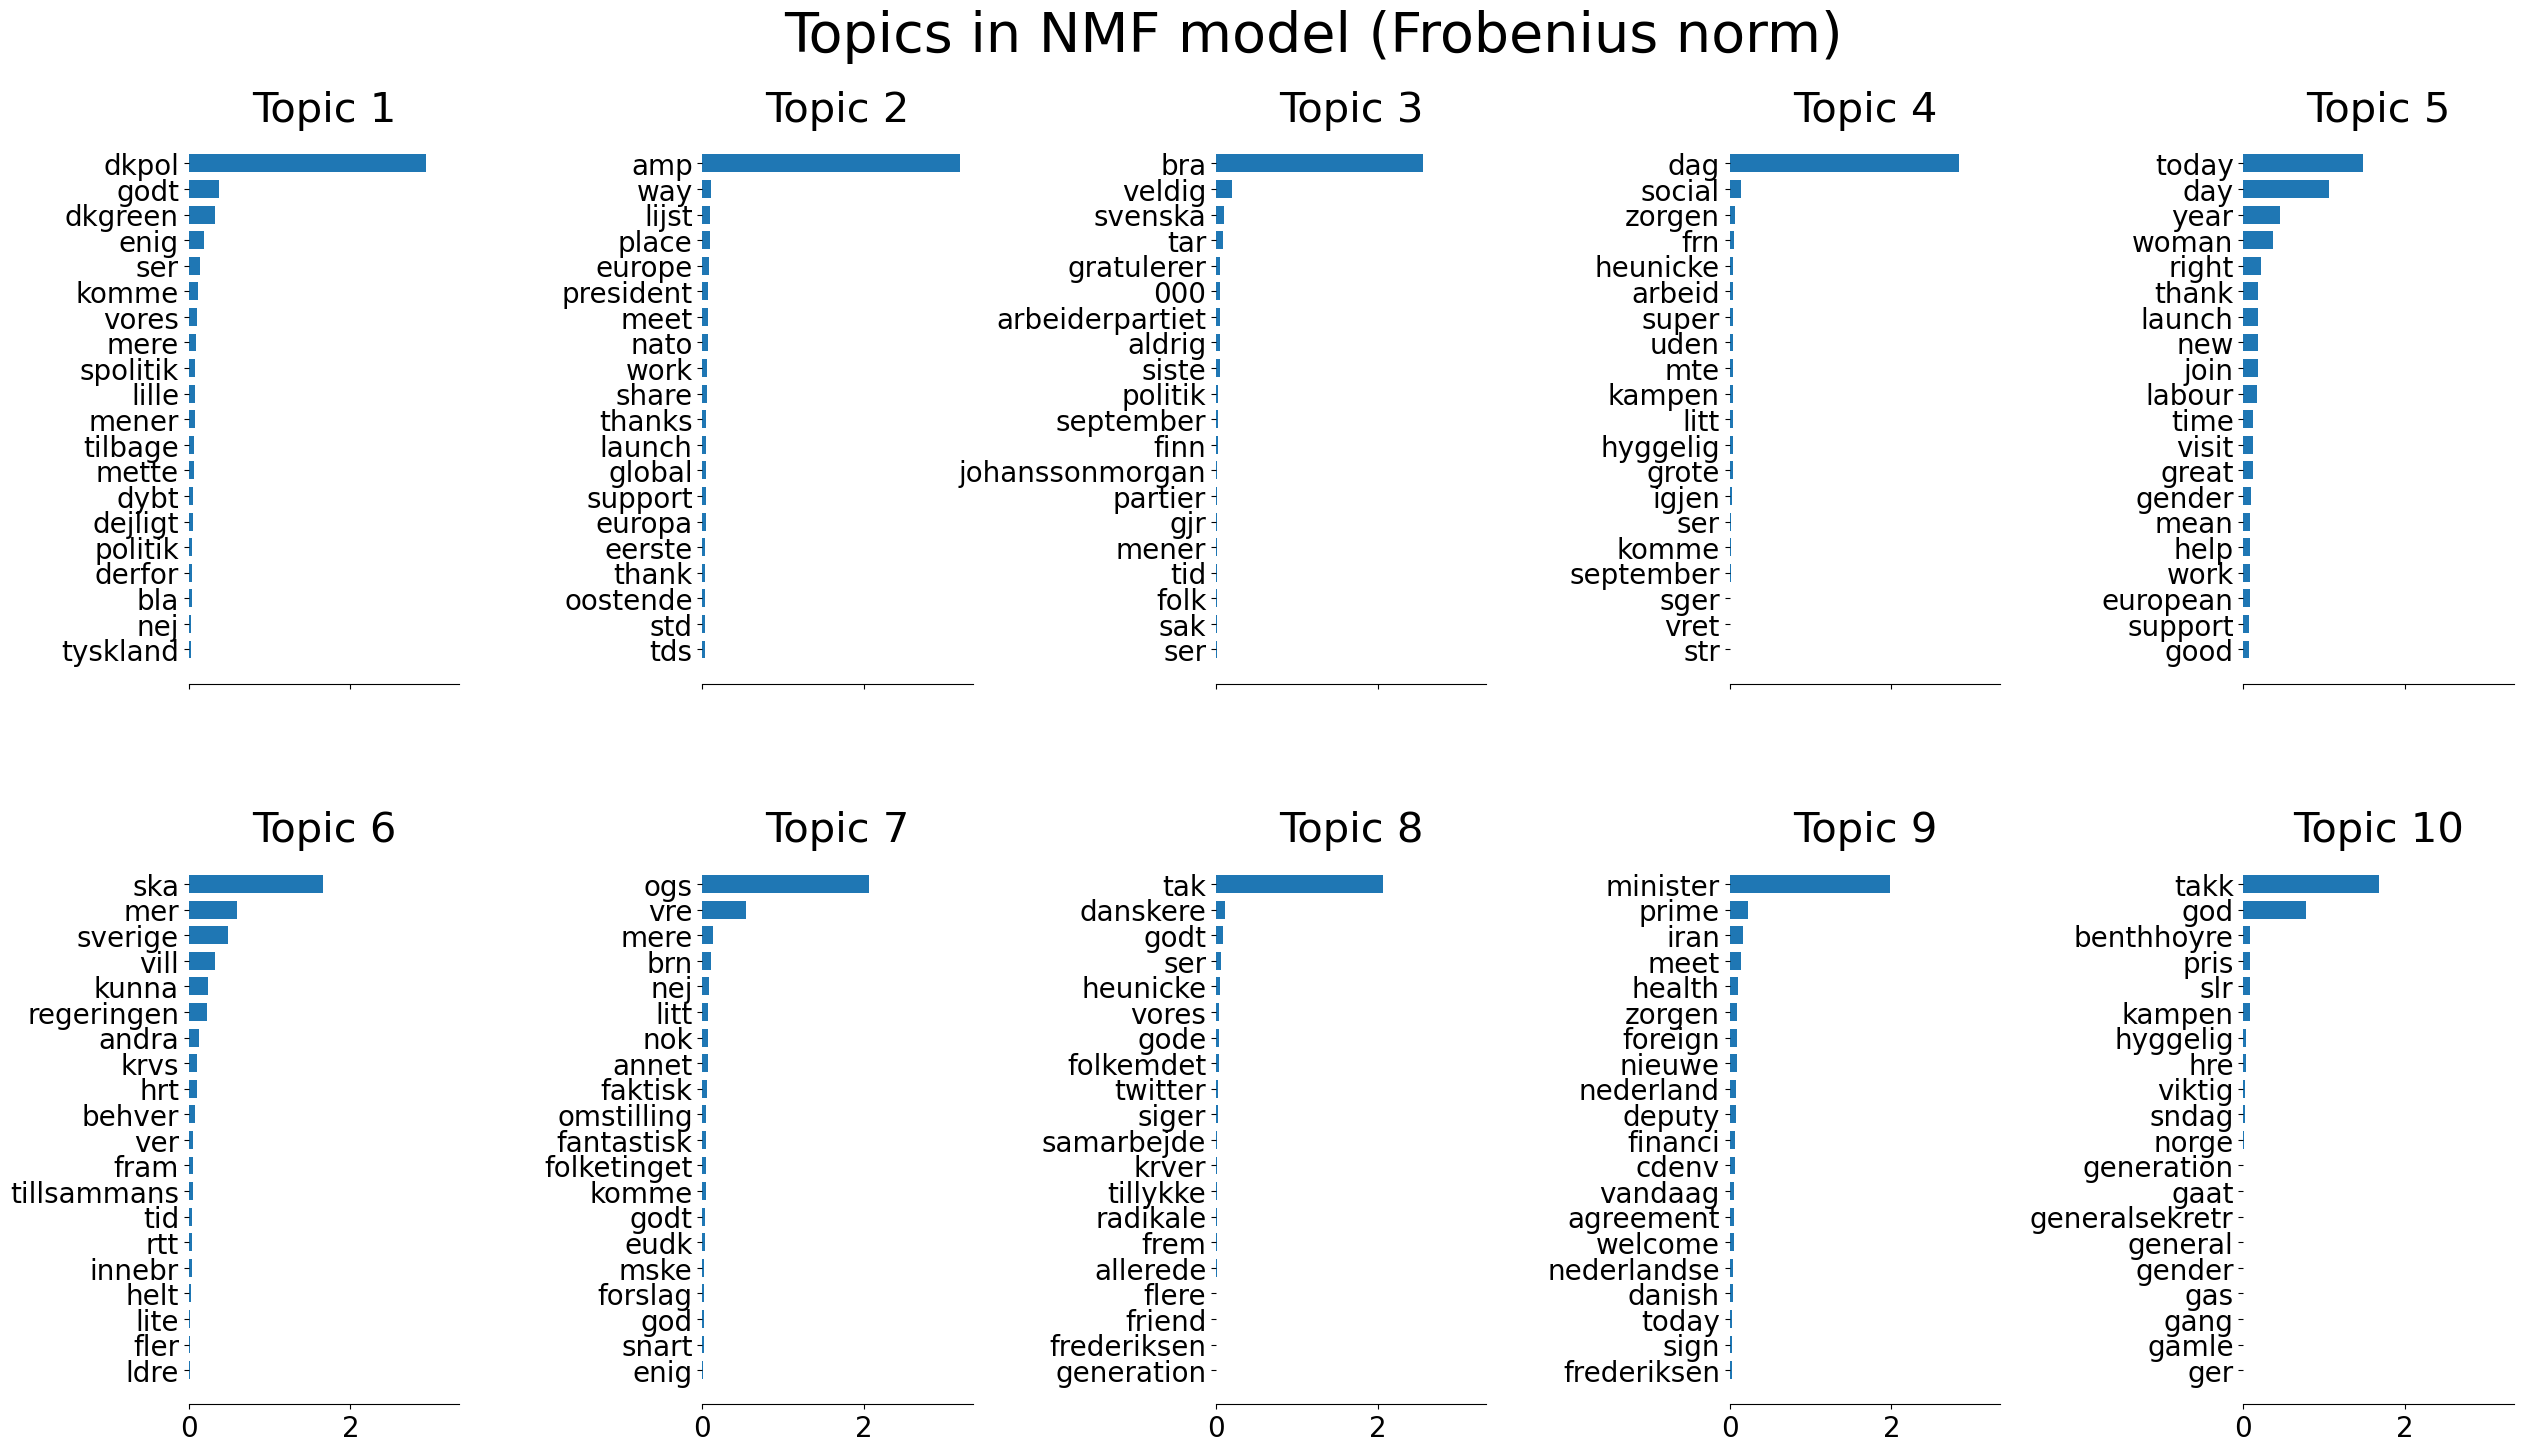 Topics in NMF model (Frobenius norm)
Topic 1
dkpol
godt
dkgreen
enig
ser
komme
vores
mere
spolitik
lille
mener
tilbage
mette
dybt
dejligt
politik
derfor
bla
nej
tyskland
Topic 2
amp
way
lijst
place
europe
president
meet
nato
work
share
thanks
launch
global
support
europa
eerste
thank
oostende
std
tds
Topic 3
bra
veldig
svenska
tar
gratulerer
000
arbeiderpartiet
aldrig
siste
politik
september
finn
johanssonmorgan
partier
gjr
mener
tid
folk
sak
ser
Topic 4
dag
social
zorgen
frn
heunicke
arbeid
super
uden
mte
kampen
litt
hyggelig
grote
igjen
ser
komme
september
sger
vret
str
Topic 5
today
day
year
woman
right
thank
launch
new
join
labour
time
visit
great
gender
mean
help
work
european
support
good
Topic 6
ska
mer
sverige
vill
kunna
regeringen
andra
krvs
hrt
behver
ver
fram
tillsammans
tid
rtt
innebr
helt
lite
fler
ldre
0 2
Topic 7
ogs
vre
mere
brn
nej
litt
nok
annet
faktisk
omstilling
fantastisk
folketinget
komme
godt
eudk
mske
forslag
god
snart
enig
0 2
Topic 8
tak
danskere
godt
ser
heunicke
vores
gode
folkemdet
twitter
siger
samarbejde
krver
tillykke
radikale
frem
allerede
flere
friend
frederiksen
generation
0 2
Topic 9
minister
prime
iran
meet
health
zorgen
foreign
nieuwe
nederland
deputy
financi
cdenv
vandaag
agreement
welcome
nederlandse
danish
today
sign
frederiksen
0 2
Topic 10
takk
god
benthhoyre
pris
slr
kampen
hyggelig
hre
viktig
sndag
norge
generation
gaat
generalsekretr
general
gender
gas
gang
gamle
ger
0 2